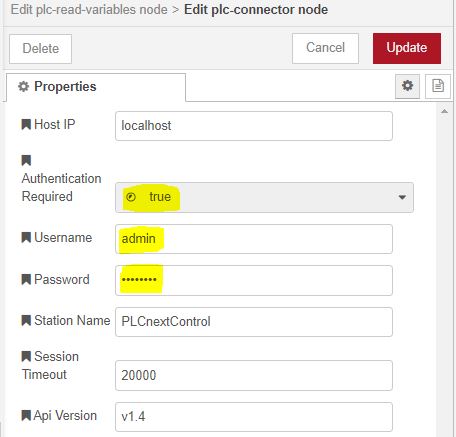 Edit plc-read-variables node > Edit plc-connector node
Delete
Cancel
Update
Properties
Host IP
localhost
Authentication
Required
true
Username
admin
Password
••••••••
Station Name
PLCnextControl
Session
Timeout
20000
Api Version
v1.4